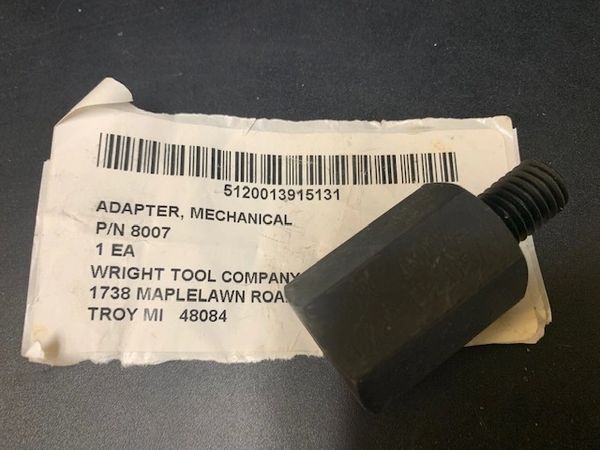 5120013915131
ADAPTER, MECHANICAL
P/N 8007
1 EA
WRIGHT TOOL COMPANY
1738 MAPLELAWN ROA
TROY MI 48084